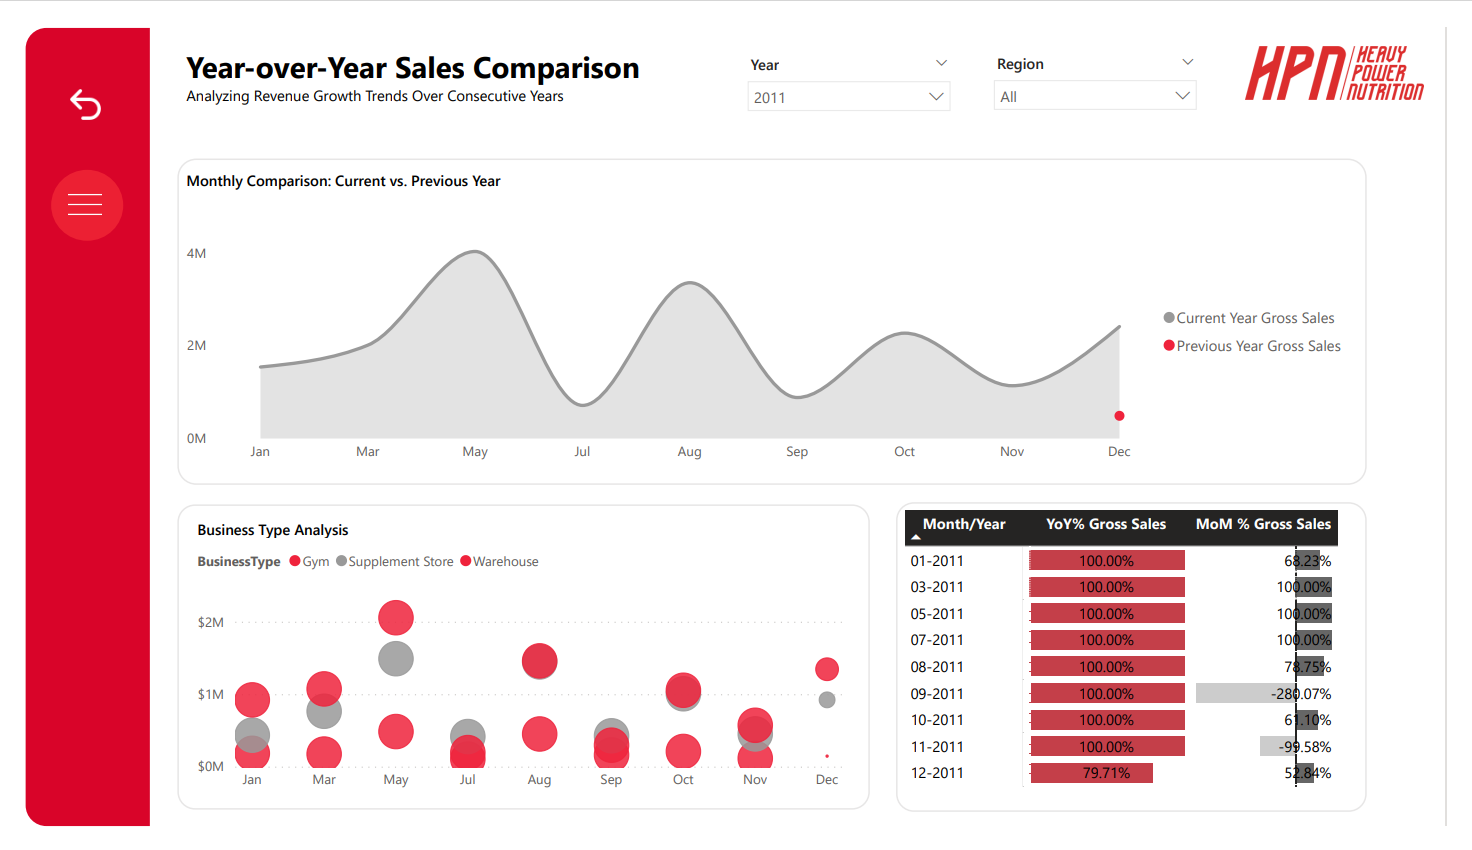 Year-over-Year Sales Comparison
Analyzing Revenue Growth Trends Over Consecutive Years
Year
2011
Region
All
HPN HEAVY
POWER
NUTRITION
Monthly Comparison: Current vs. Previous Year
4M
2M
0M
Jan Mar May Jul Aug Sep Oct Nov Dec
Current Year Gross Sales
Previous Year Gross Sales
Business Type Analysis
BusinessType Gym Supplement Store Warehouse
$2M
$1M
$0M
Jan Mar May Jul Aug Sep Oct Nov Dec
Month/Year YoY% Gross Sales MoM % Gross Sales
01-2011 100.00% 68.23%
03-2011 100.00% 100.00%
05-2011 100.00% 100.00%
07-2011 100.00% 100.00%
08-2011 100.00% 78.75%
09-2011 100.00% -280.07%
10-2011 100.00% 61.10%
11-2011 100.00% -99.58%
12-2011 79.71% 52.84%